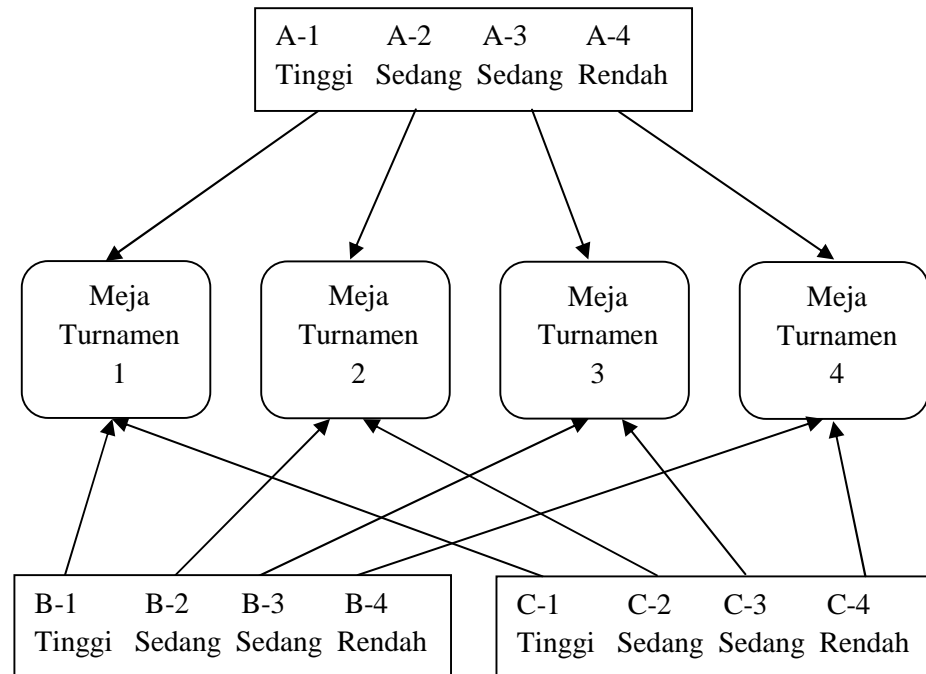 A-1 A-2 A-3 A-4
Tinggi Sedang Sedang Rendah
Meja
Turnamen
1
Meja
Turnamen
2
Meja
Turnamen
3
Meja
Turnamen
4
B-1 B-2 B-3 B-4
Tinggi Sedang Sedang Rendah
C-1 C-2 C-3 C-4
Tinggi Sedang Sedang Rendah